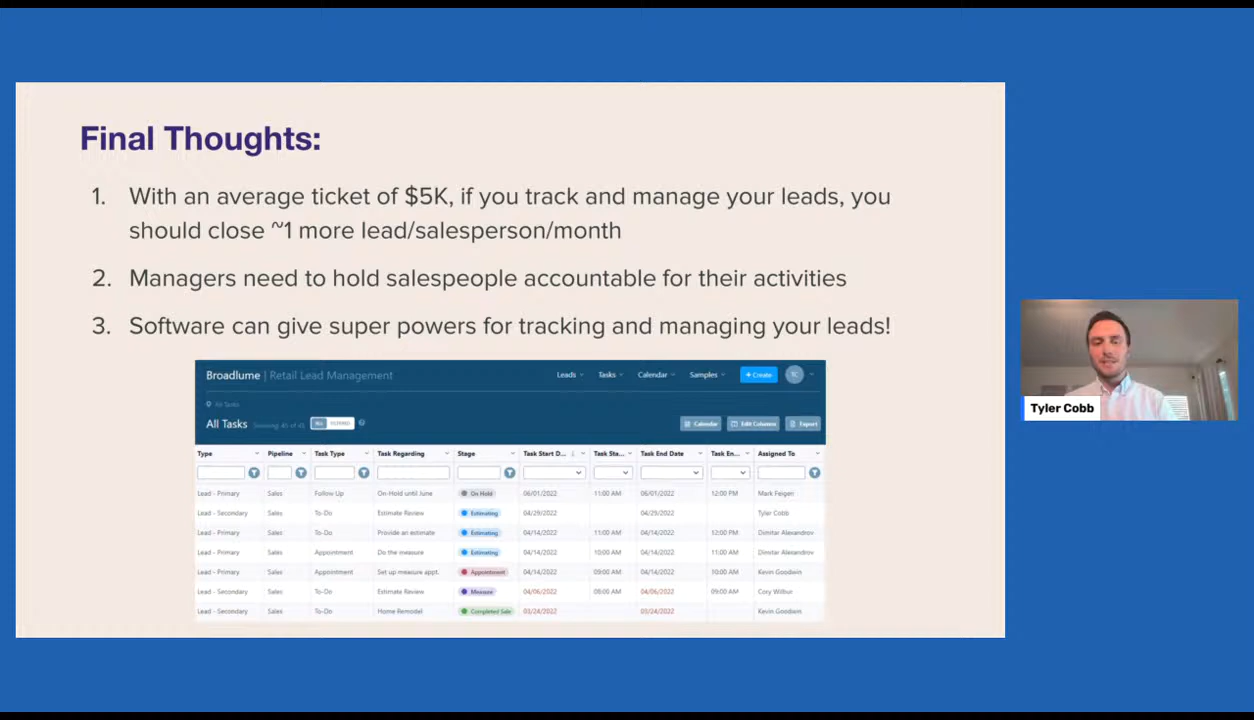 Final Thoughts:
1. With an average ticket of $5K, if you track and manage your leads, you
should close ~1 more lead/salesperson/month
2. Managers need to hold salespeople accountable for their activities
3. Software can give super powers for tracking and managing your leads!
Broadlume | Retail Lead Management
Leads Tasks Calendar Samples + Create TC
All Tasks
All Tasks Showing 45 of 45 ALL Calendar Edit Columns Export
Type Pipeline Task Type Task Regarding Stage Task Start D... Task Sta... Task End Date Task En... Assigned To
Lead - Primary Sales Follow Up On-Hold until June On Hold 06/01/2022 11:00 AM 06/01/2022 12:00 PM Mark Feigen
Lead - Secondary Sales To-Do Estimate Review Estimating 04/29/2022 04/29/2022 Tyler Cobb
Lead - Primary Sales To-Do Provide an estimate Estimating 04/14/2022 11:00 AM 04/14/2022 12:00 PM Dimitar Alexandrov
Lead - Primary Sales Appointment Do the measure Estimating 04/14/2022 10:00 AM 04/14/2022 11:00 AM Dimitar Alexandrov
Lead - Primary Sales Appointment Set up measure appt. Appointment 04/14/2022 09:00 AM 04/14/2022 10:00 AM Kevin Goodwin
Lead - Secondary Sales To-Do Estimate Review Measure 04/06/2022 08:00 AM 04/06/2022 09:00 AM Cory Wilbur
Lead - Secondary Sales To-Do Home Remodel Completed Sale 03/24/2022 03/24/2022 Kevin Goodwin
Tyler Cobb